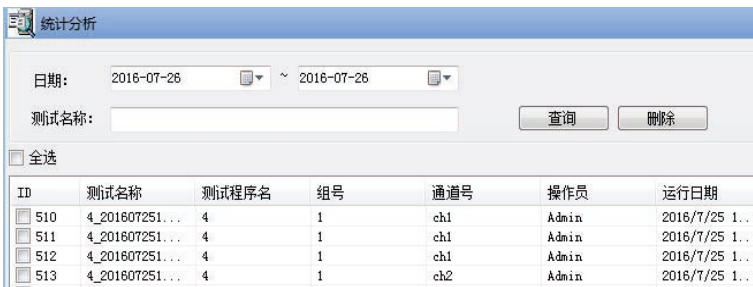 统计分析
日期: 2016-07-26 ~ 2016-07-26
测试名称: 查询 删除
全选
ID 测试名称 测试程序名 组号 通道号 操作员 运行日期
510 4_201607251... 4 1 ch1 Admin 2016/7/25 1..
511 4_201607251... 4 1 ch1 Admin 2016/7/25 1..
512 4_201607251... 4 1 ch1 Admin 2016/7/25 1..
513 4_201607251... 4 1 ch2 Admin 2016/7/25 1..